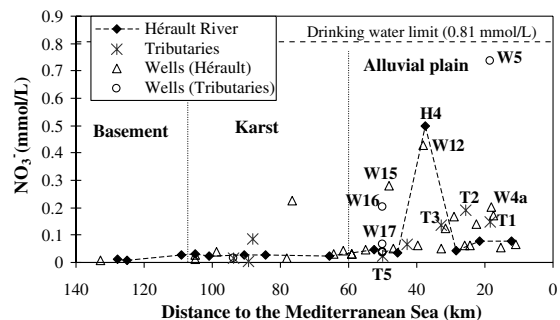 NO3- (mmol/L)
0.9
0.8
0.7
0.6
0.5
0.4
0.3
0.2
0.1
0
Hérault River
Tributaries
Wells (Hérault)
Wells (Tributaries)
Drinking water limit (0.81 mmol/L)
Basement
Karst
Alluvial plain
W5
H4
W12
W15
W16
W17
T5
T3
T2
W4a
T1
140 120 100 80 60 40 20 0
Distance to the Mediterranean Sea (km)